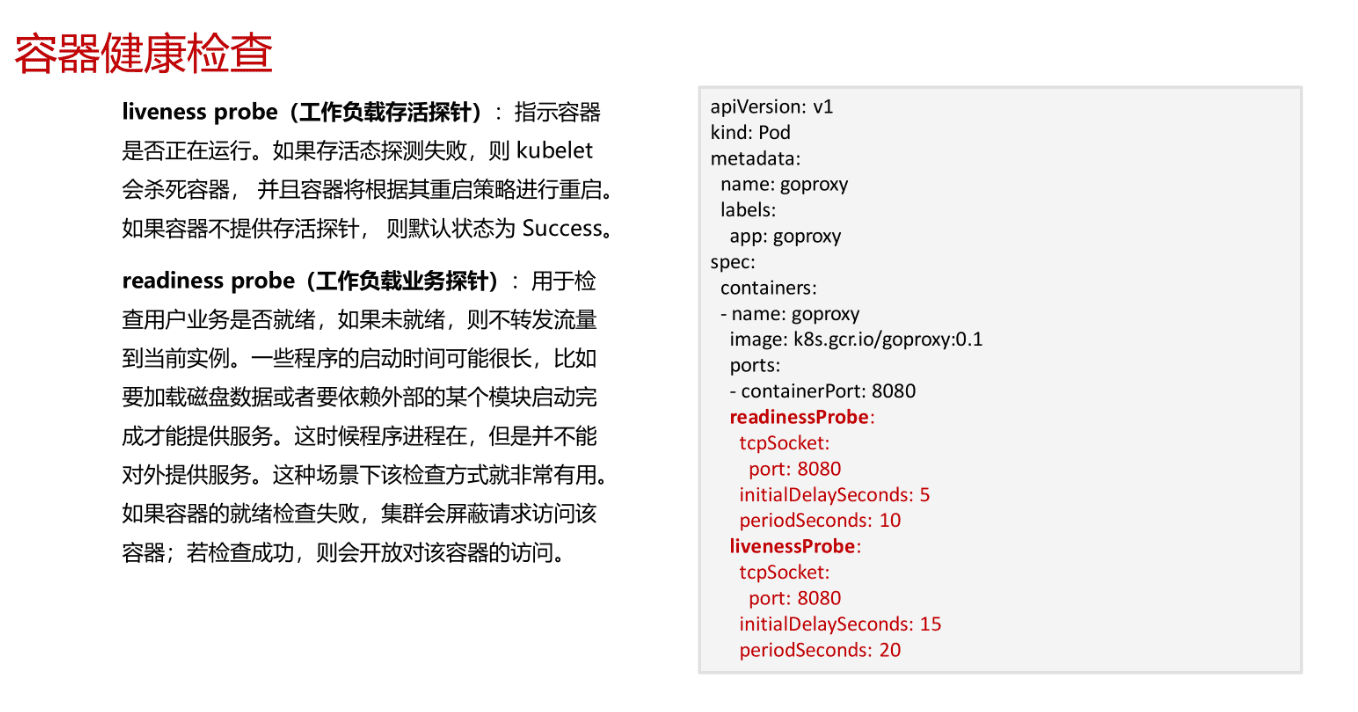 容器健康检查
liveness probe（工作负载存活探针）：指示容器
是否正在运行。如果存活态探测失败，则 kubelet
会杀死容器， 并且容器将根据其重启策略进行重启。
如果容器不提供存活探针， 则默认状态为 Success。
readiness probe（工作负载业务探针）：用于检
查用户业务是否就绪，如果未就绪，则不转发流量
到当前实例。一些程序的启动时间可能很长，比如
要加载磁盘数据或者要依赖外部的某个模块启动完
成才能提供服务。这时候程序进程在，但是并不能
对外提供服务。这种场景下该检查方式就非常有用。
如果容器的就绪检查失败，集群会屏蔽请求访问该
容器；若检查成功，则会开放对该容器的访问。
apiVersion: v1
kind: Pod
metadata:
  name: goproxy
  labels:
    app: goproxy
spec:
  containers:
  - name: goproxy
    image: k8s.gcr.io/goproxy:0.1
    ports:
    - containerPort: 8080
    readinessProbe:
      tcpSocket:
        port: 8080
      initialDelaySeconds: 5
      periodSeconds: 10
    livenessProbe:
      tcpSocket:
        port: 8080
      initialDelaySeconds: 15
      periodSeconds: 20